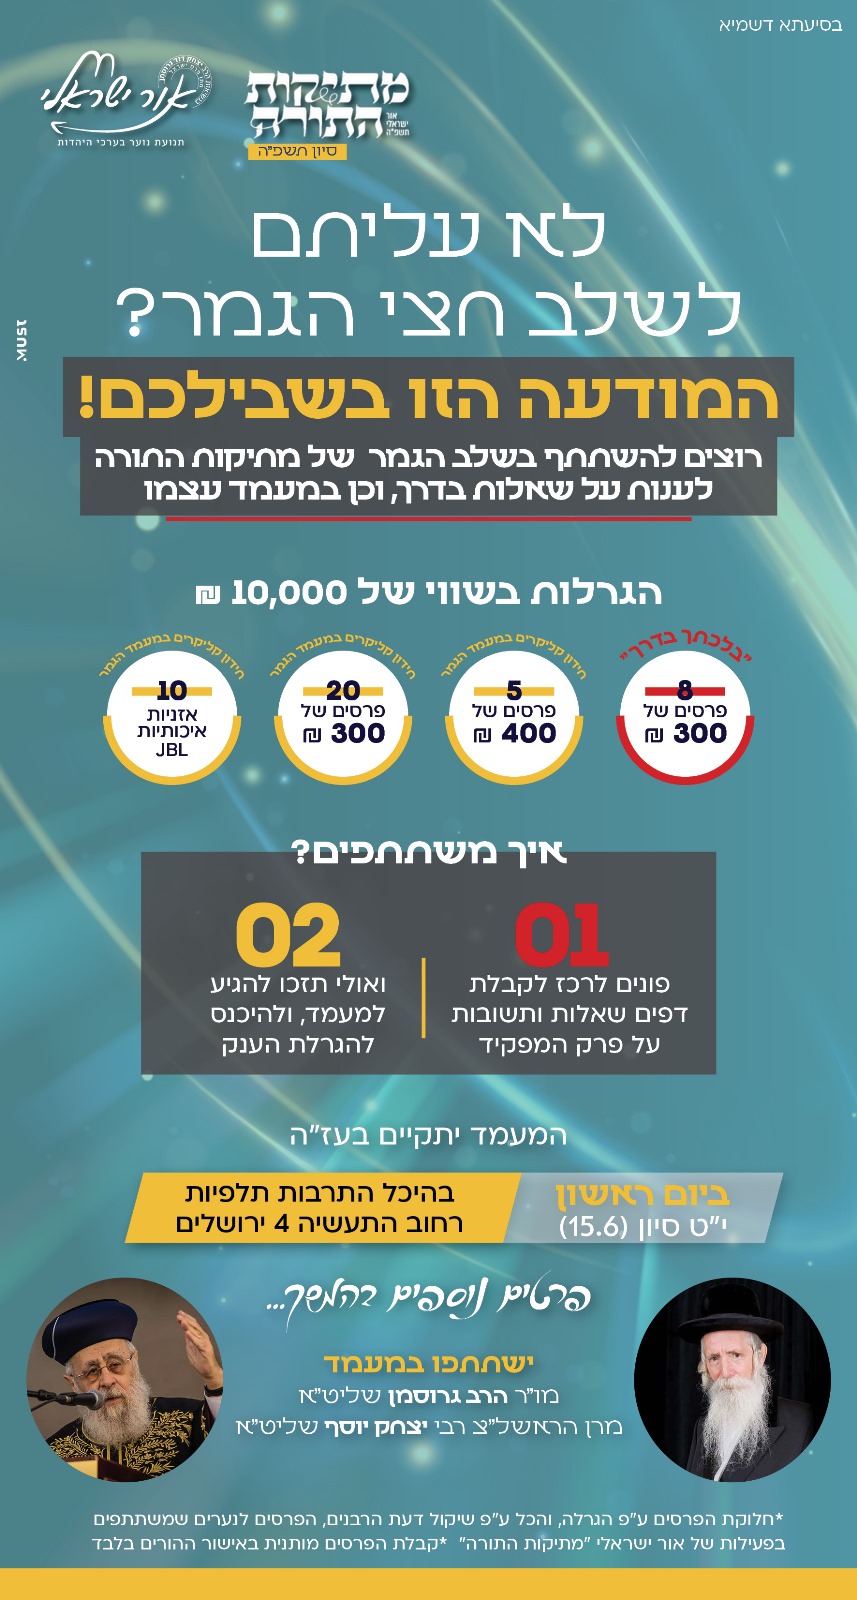 בסיעתא דשמיא
מתיקות
התורה
אור
ישראלי
תשפ"ה
סיון תשפ"ה
אור ישראלי
תנועת נוער בערכי היהדות
לא עליתם
לשלב חצי הגמר?
המודעה הזו בשבילכם!
רוצים להשתתף בשלב הגמר של מתיקות התורה
לענות על שאלות בדרך, וכן במעמד עצמו
הגרלות בשווי של 10,000 ₪
"בלכתך בדרך"
8
פרסים של
300 ₪
חידון קליקרים במעמד הגמר
5
פרסים של
400 ₪
חידון קליקרים במעמד הגמר
20
פרסים של
300 ₪
חידון קליקרים במעמד הגמר
10
אזניות
איכותיות
JBL
איך משתתפים?
01
פונים לרכז לקבלת
דפים שאלות ותשובות
על פרק המפקיד
02
ואולי תזכו להגיע
למעמד, ולהיכנס
להגרלת הענק
המעמד יתקיים בעז"ה
ביום ראשון
י"ט סיון (15.6)
בהיכל התרבות תלפיות
רחוב התעשיה 4 ירושלים
פרטים נוספים בהמשך...
ישתתפו במעמד
מו"ר הרב גרוסמן שליט"א
מרן הראשל"צ רבי יצחק יוסף שליט"א
*חלוקת הפרסים ע"פ הגרלה, והכל ע"פ שיקול דעת הרבנים, הפרסים לנערים שמשתתפים
בפעילות של אור ישראלי "מתיקות התורה" *קבלת הפרסים מותנית באישור ההורים בלבד